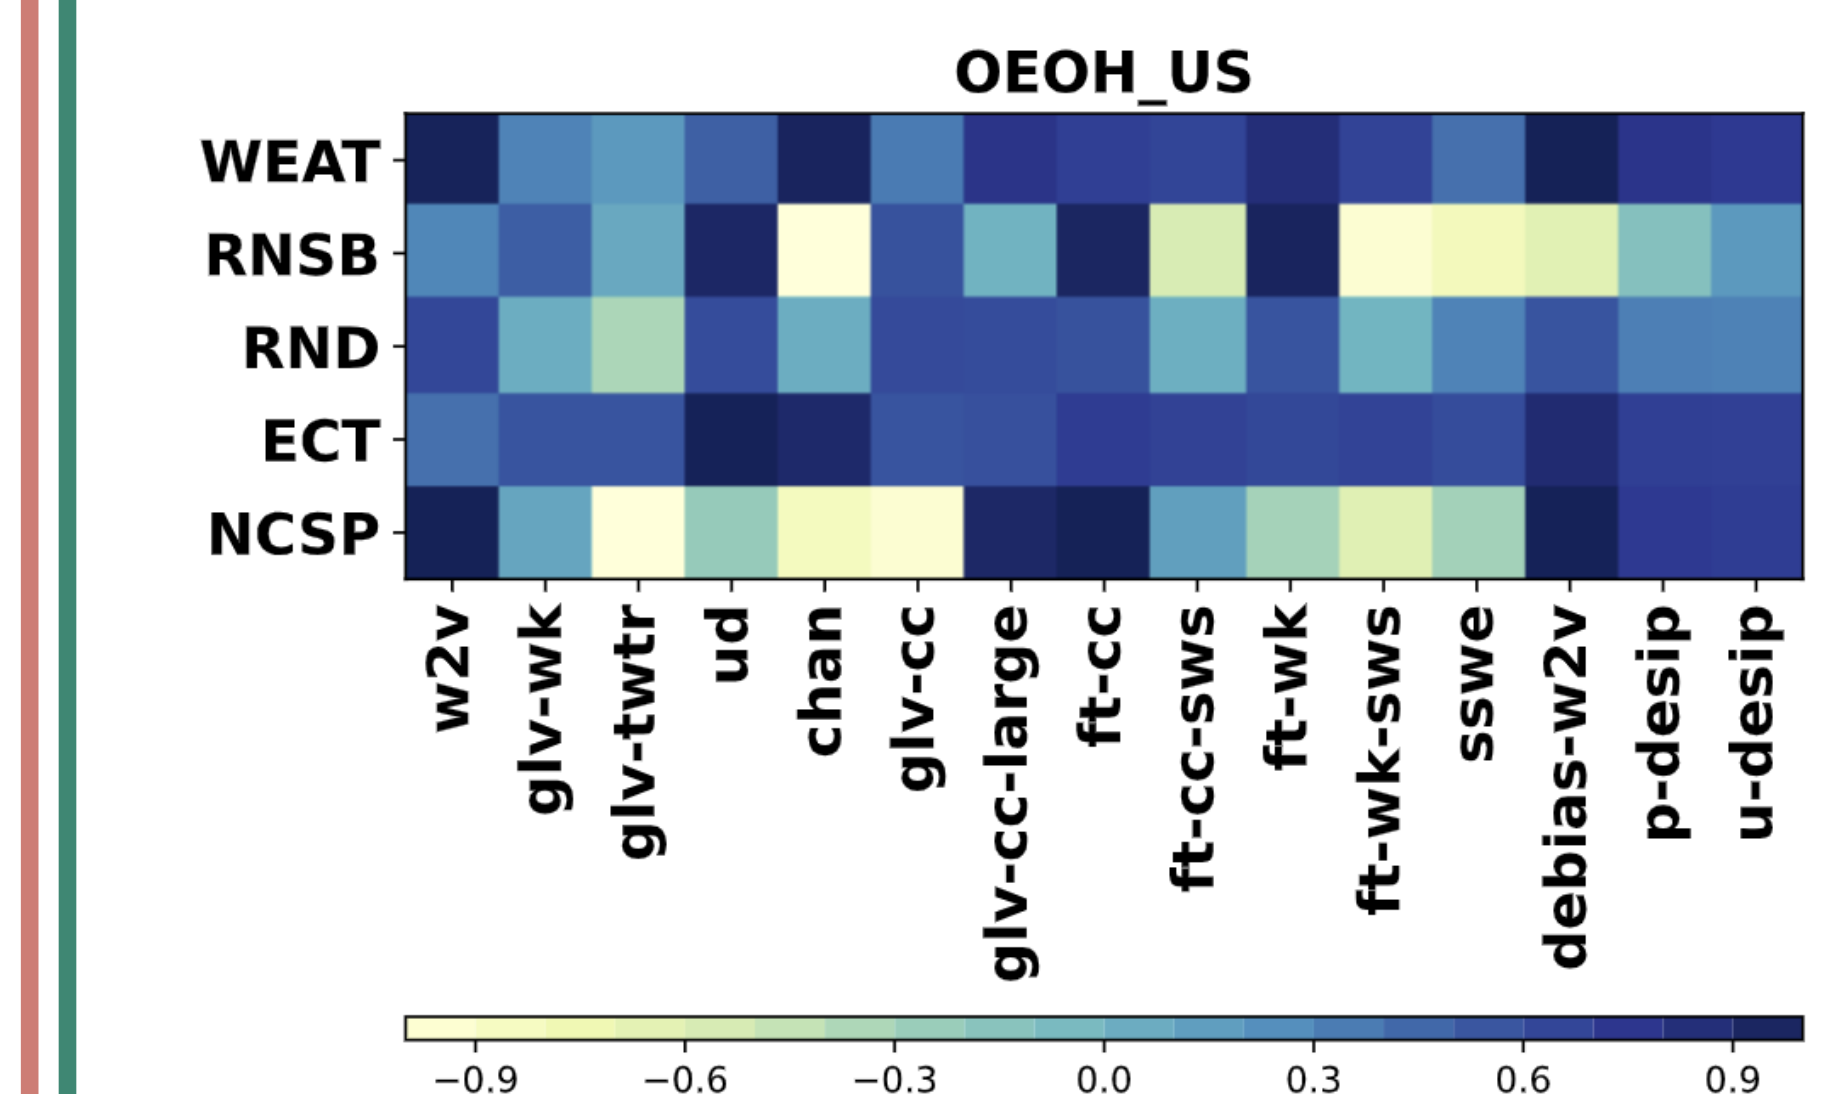 OEOH_US
WEAT
RNSB
RND
ECT
NCSP
w2v
glv-wk
glv-twtr
ud
chan
glv-cc
glv-cc-large
ft-cc
ft-cc-sws
ft-wk
ft-wk-sws
sswe
debias-w2v
p-desip
u-desip
−0.9 −0.6 −0.3 0.0 0.3 0.6 0.9